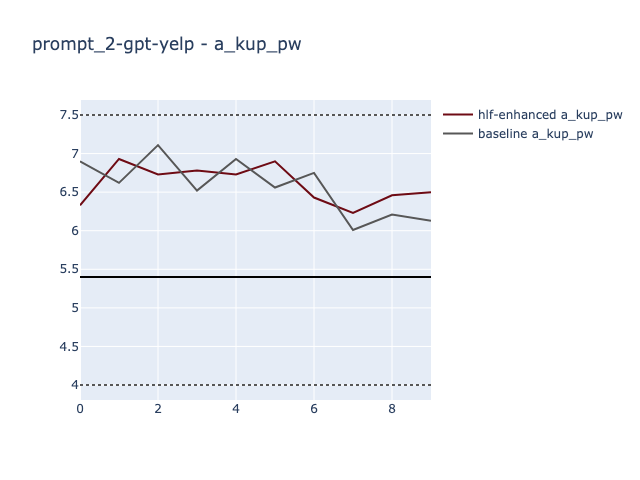 prompt_2-gpt-yelp - a_kup_pw
hlf-enhanced a_kup_pw
baseline a_kup_pw
7.5
7
6.5
6
5.5
5
4.5
4
0 2 4 6 8